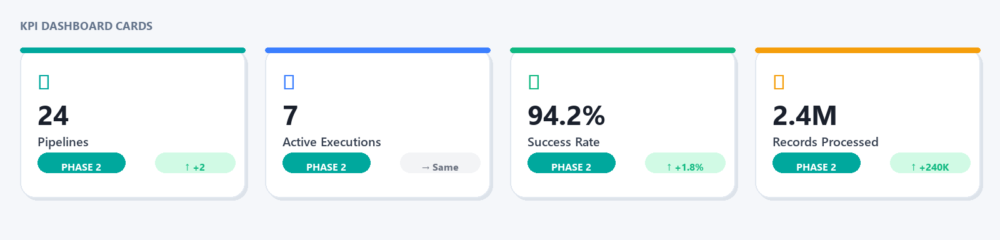 KPI DASHBOARD CARDS
24
Pipelines
PHASE 2
↑ +2
7
Active Executions
PHASE 2
→ Same
94.2%
Success Rate
PHASE 2
↑ +1.8%
2.4M
Records Processed
PHASE 2
↑ +240K